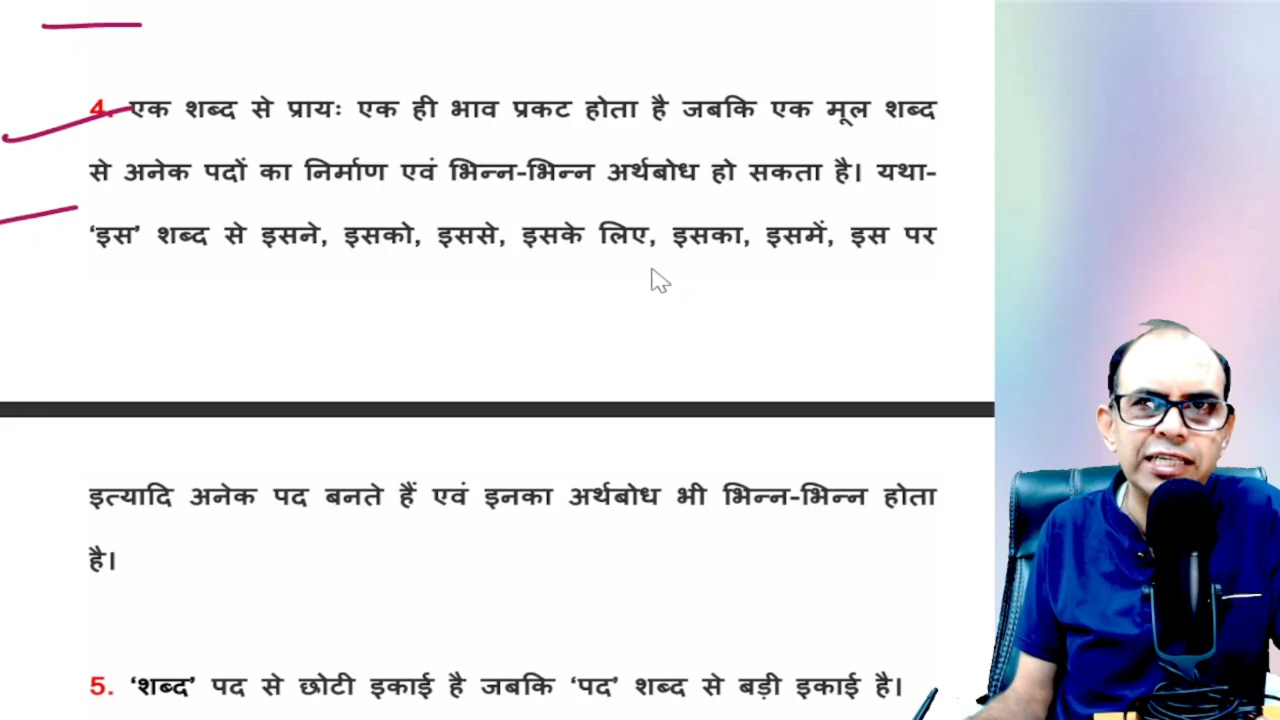 4. एक शब्द से प्रायः एक ही भाव प्रकट होता है जबकि एक मूल शब्द
से अनेक पदों का निर्माण एवं भिन्न-भिन्न अर्थबोध हो सकता है। यथा-
‘इस’ शब्द से इसने, इसको, इससे, इसके लिए, इसका, इसमें, इस पर
इत्यादि अनेक पद बनते हैं एवं इनका अर्थबोध भी भिन्न-भिन्न होता
है।
5. ‘शब्द’ पद से छोटी इकाई है जबकि ‘पद’ शब्द से बड़ी इकाई है।